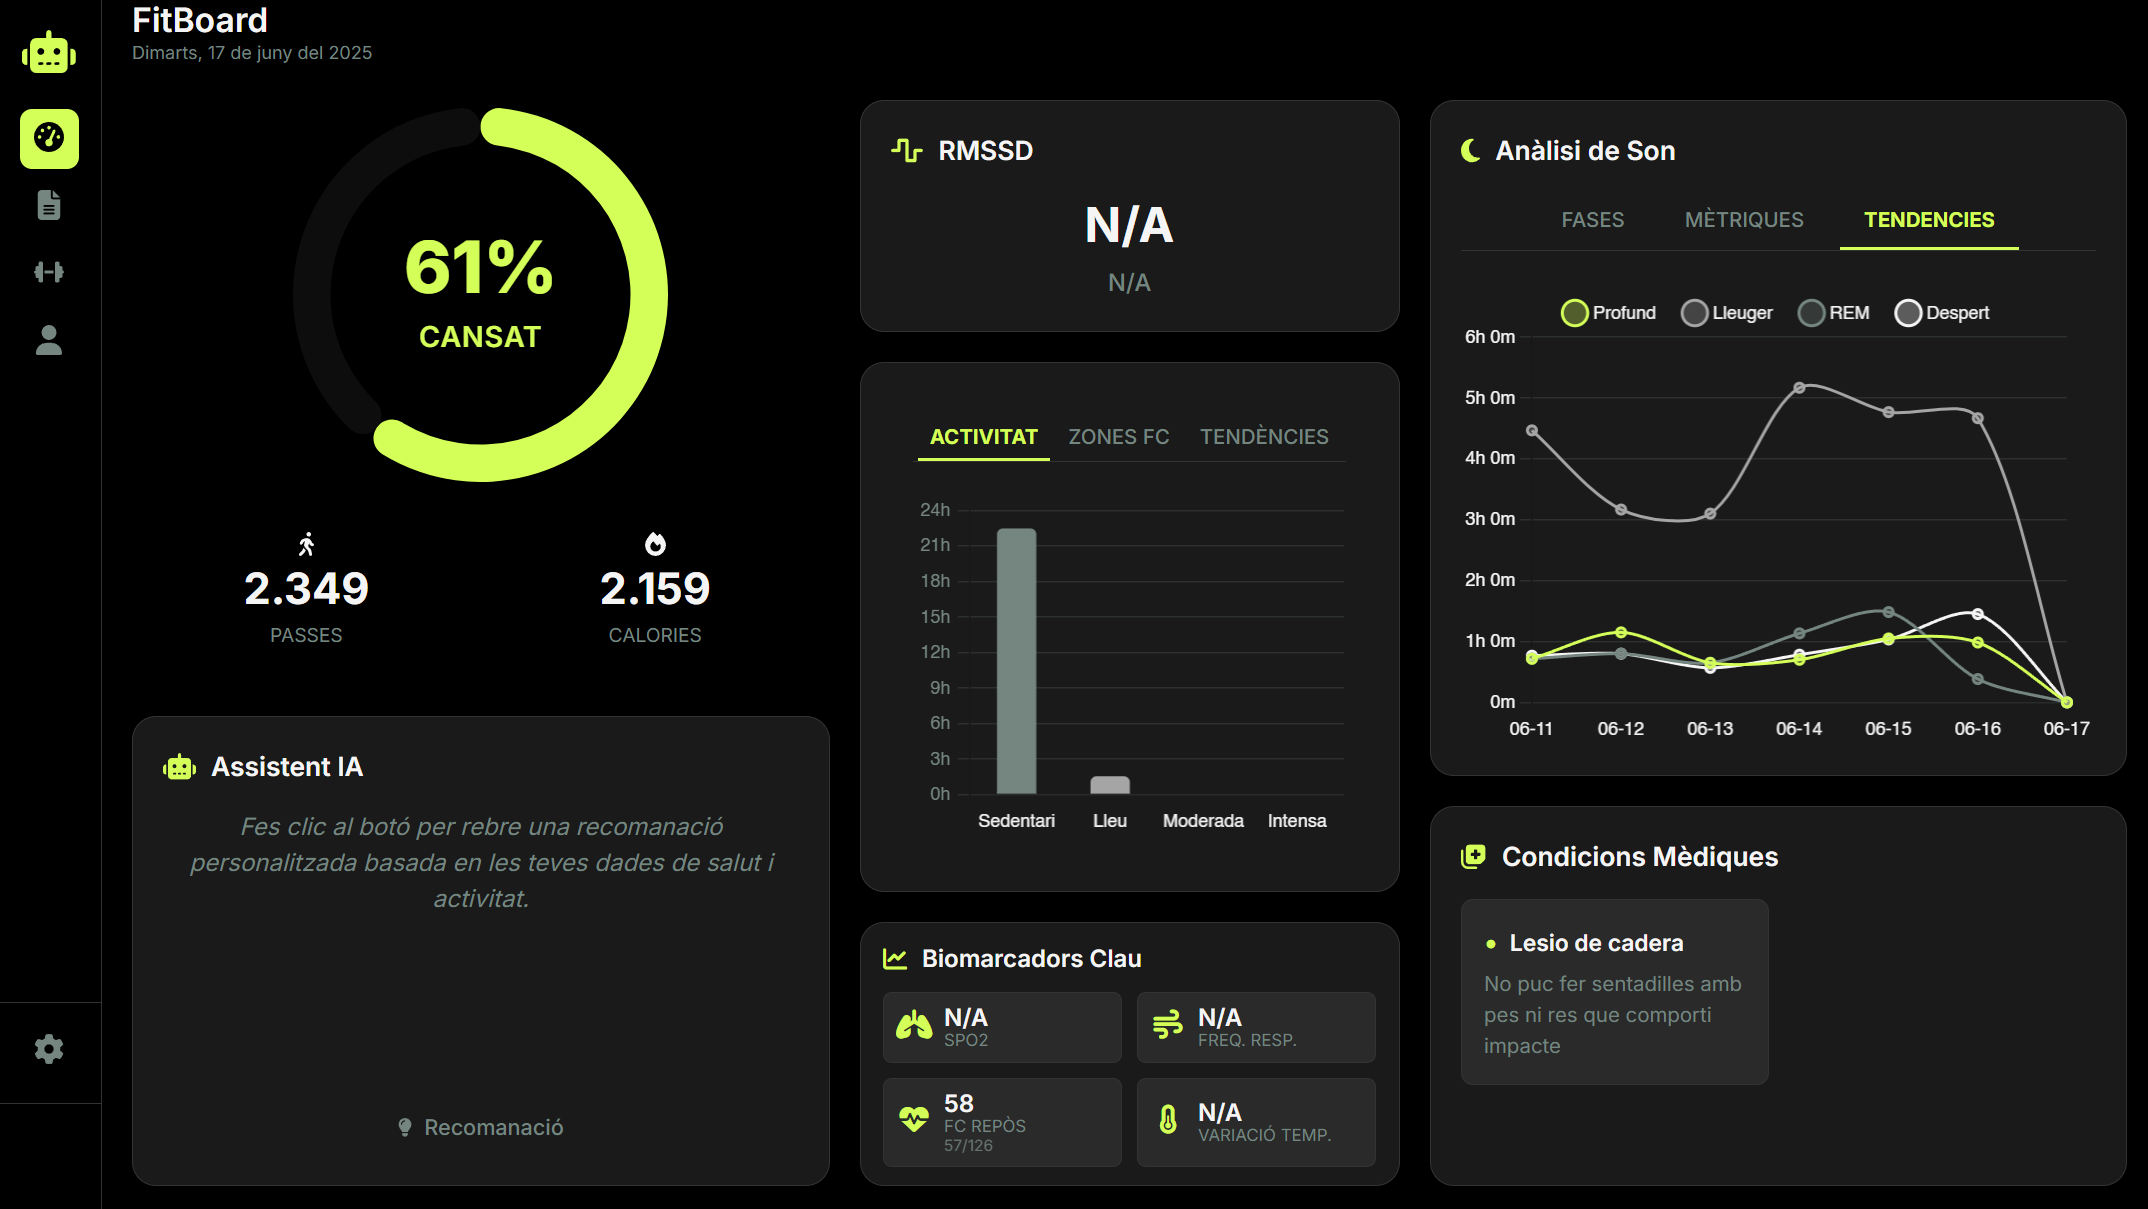 FitBoard
Dimarts, 17 de juny del 2025
61%
CANSAT
2.349
PASSES
2.159
CALORIES
Assistent IA
Fes clic al botó per rebre una recomanació
personalitzada basada en les teves dades de salut i
activitat.
Recomanació
RMSSD
N/A
N/A
ACTIVITAT ZONES FC TENDÈNCIES
24h
21h
18h
15h
12h
9h
6h
3h
0h
Sedentari Lleu Moderada Intensa
Biomarcadors Clau
N/A
SPO2
N/A
FREQ. RESP.
58
FC REPÒS
57/126
N/A
VARIACIÓ TEMP.
Anàlisi de Son
FASES MÈTRIQUES TENDENCIES
Profund Lleuger REM Despert
6h 0m
5h 0m
4h 0m
3h 0m
2h 0m
1h 0m
0m
06-11 06-12 06-13 06-14 06-15 06-16 06-17
Condicions Mèdiques
Lesio de cadera
No puc fer sentadilles amb
pes ni res que comporti
impacte